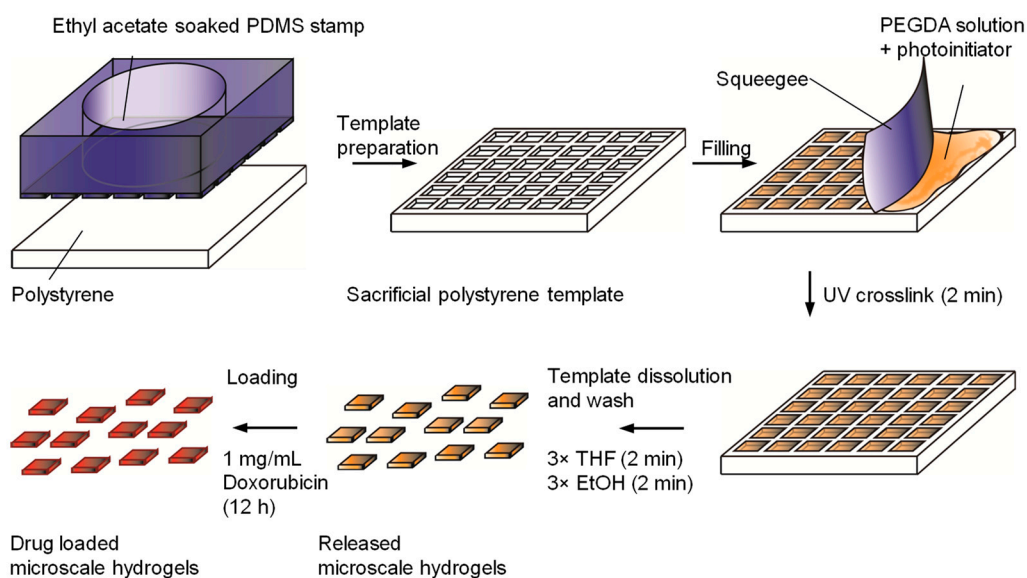 Ethyl acetate soaked PDMS stamp
PEGDA solution
+ photoinitiator
Squeegee
Template
preparation
Filling
Polystyrene
Sacrificial polystyrene template
UV crosslink (2 min)
Loading
Template dissolution
and wash
1 mg/mL
Doxorubicin
(12 h)
3× THF (2 min)
3× EtOH (2 min)
Drug loaded
microscale hydrogels
Released
microscale hydrogels